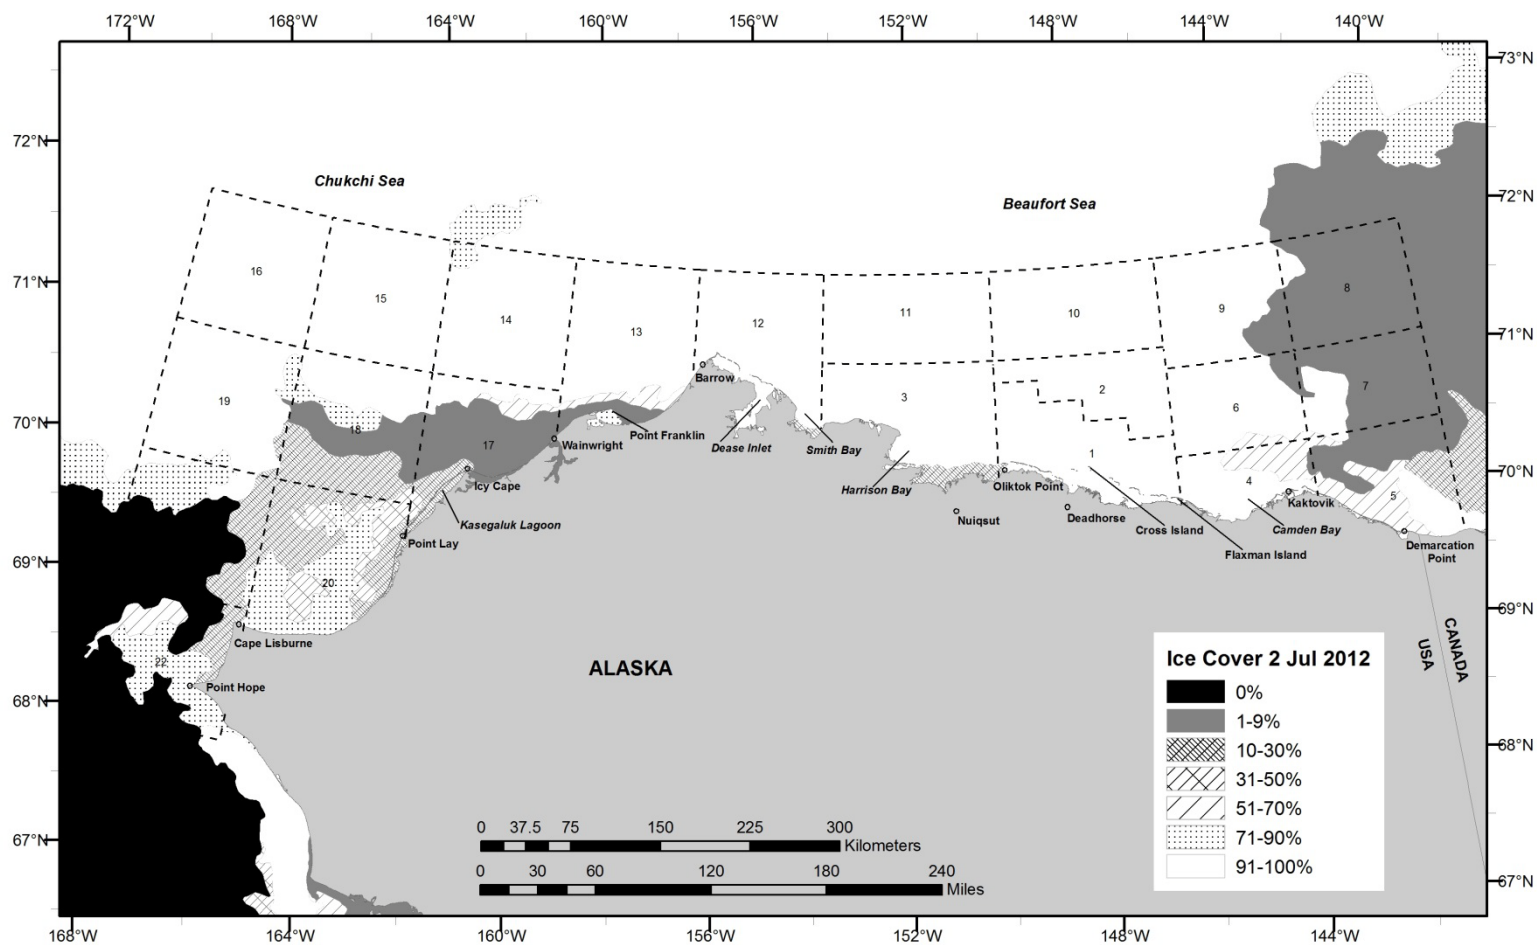 172°W 168°W 164°W 160°W 156°W 152°W 148°W 144°W 140°W
73°N
72°N
Chukchi Sea
72°N
Beaufort Sea
16
71°N
15
8
14
9
11
10
13
12
71°N
Barrow
7
2
3
19
6
70°N
18
17
Wainwright
Point Franklin
Dease Inlet
Smith Bay
1
70°N
Icy Cape
Harrison Bay
Oliktok Point
4
5
Kaktovik
Kasegaluk Lagoon
Nuiqsut
Deadhorse
Cross Island
Camden Bay
Point Lay
Flaxman Island
Demarcation
Point
69°N
20
69°N
Cape Lisburne
22
ALASKA
USA
CANADA
Point Hope
68°N
68°N
Ice Cover 2 Jul 2012
0%
1-9%
10-30%
31-50%
51-70%
71-90%
91-100%
0 37.5 75 150 225 300
Kilometers
67°N
0 30 60 120 180 240
Miles
67°N
168°W 164°W 160°W 156°W 152°W 148°W 144°W